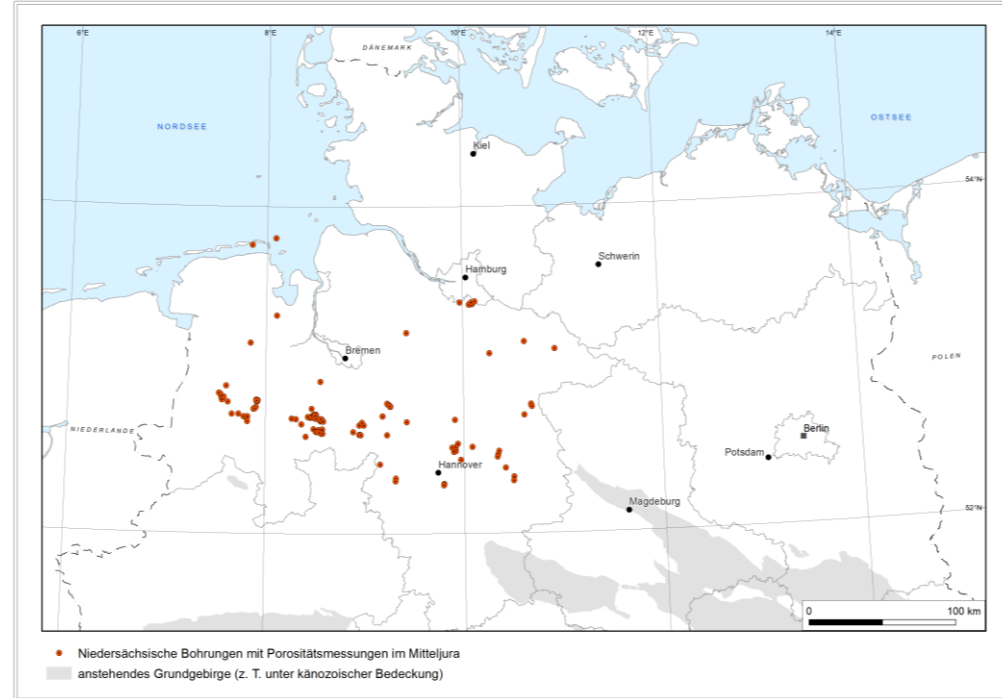 6°E 8°E 10°E 12°E 14°E
DÄNEMARK
NORDSEE
OSTSEE
Kiel
54°N
Schwerin
Hamburg
Bremen
POLEN
NIEDERLANDE
Berlin
Potsdam
Hannover
Magdeburg
52°N
0 100 km
Niedersächsische Bohrungen mit Porositätsmessungen im Mitteljura
anstehendes Grundgebirge (z. T. unter känozoischer Bedeckung)